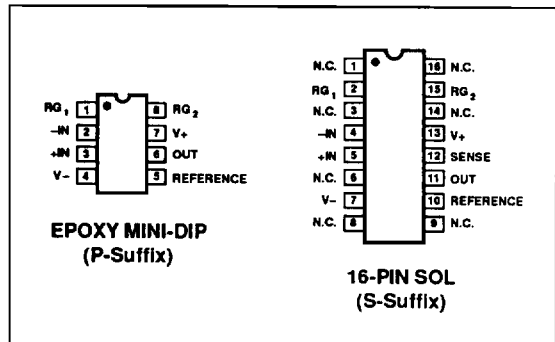 RG1 1 8 RG2
–IN 2 7 V+
+IN 3 6 OUT
V– 4 5 REFERENCE
EPOXY MINI-DIP
(P-Suffix)
N.C. 1 16 N.C.
RG1 2 15 RG2
N.C. 3 14 N.C.
–IN 4 13 V+
+IN 5 12 SENSE
N.C. 6 11 OUT
V– 7 10 REFERENCE
N.C. 8 9 N.C.
16-PIN SOL
(S-Suffix)